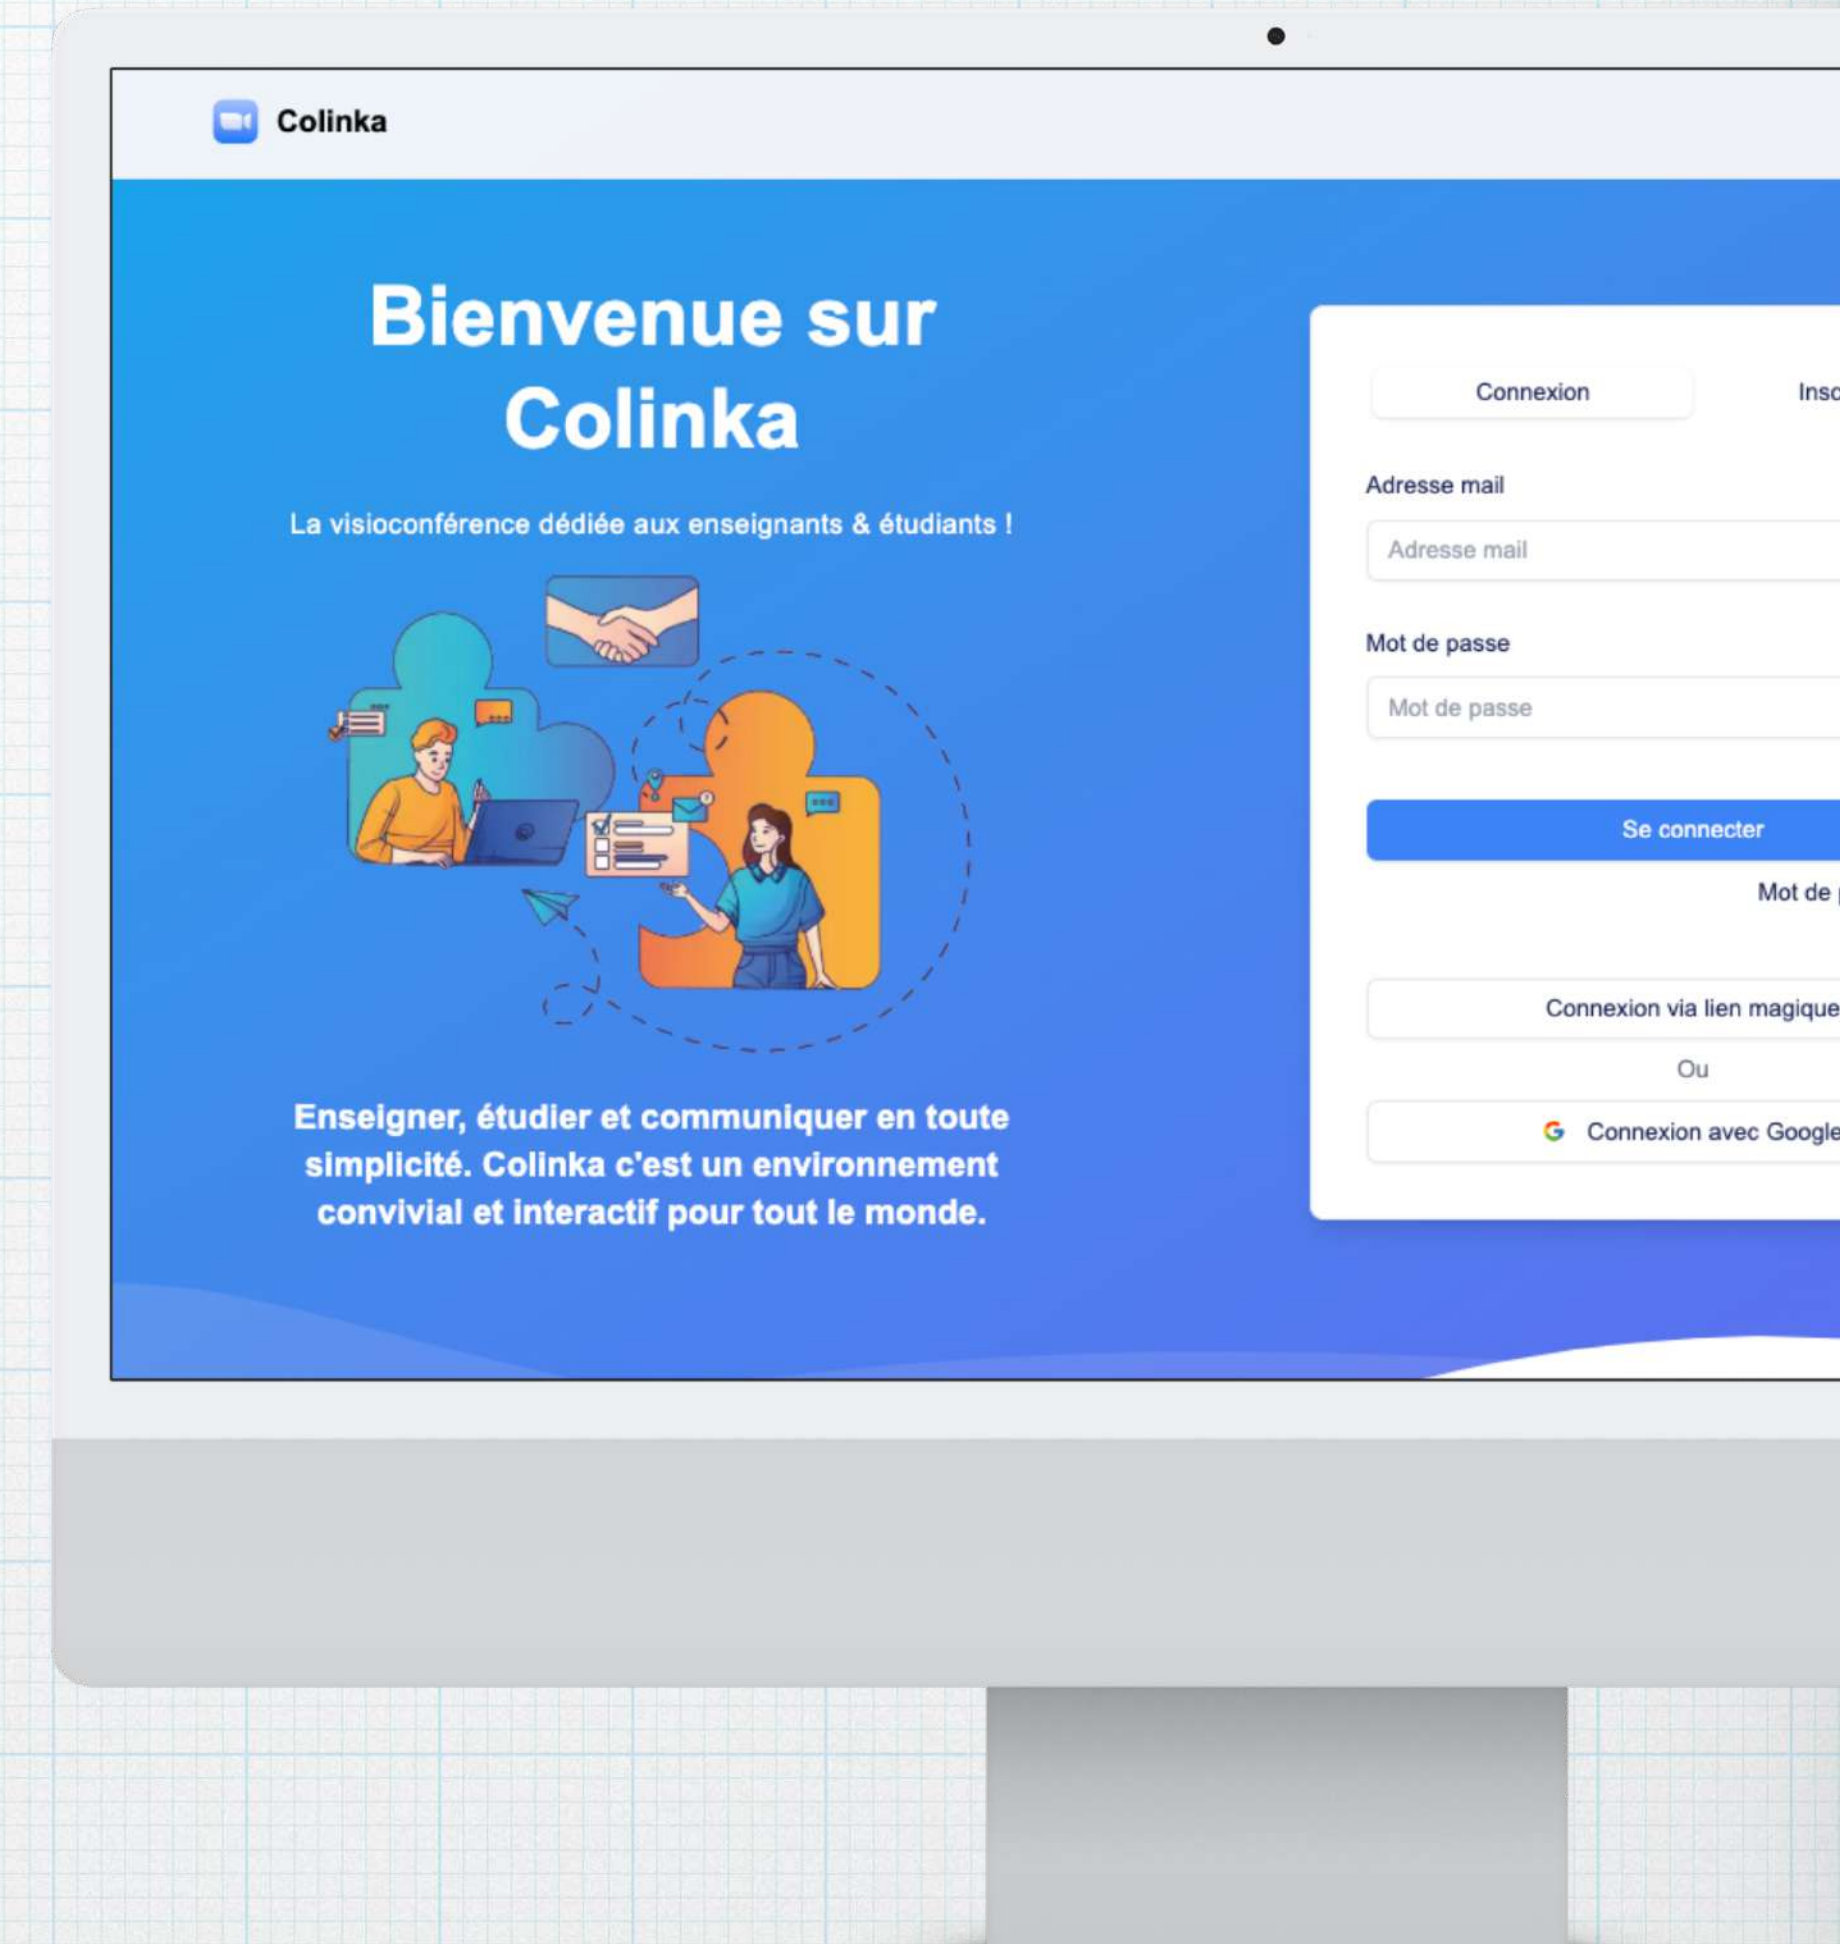 Colinka
Bienvenue sur
Colinka
La visioconférence dédiée aux enseignants & étudiants !
Enseigner, étudier et communiquer en toute
simplicité. Colinka c'est un environnement
convivial et interactif pour tout le monde.
Connexion
Adresse mail
Adresse mail
Mot de passe
Mot de passe
Se connecter
Mot de
Connexion via lien magique
Ou
Connexion avec Google